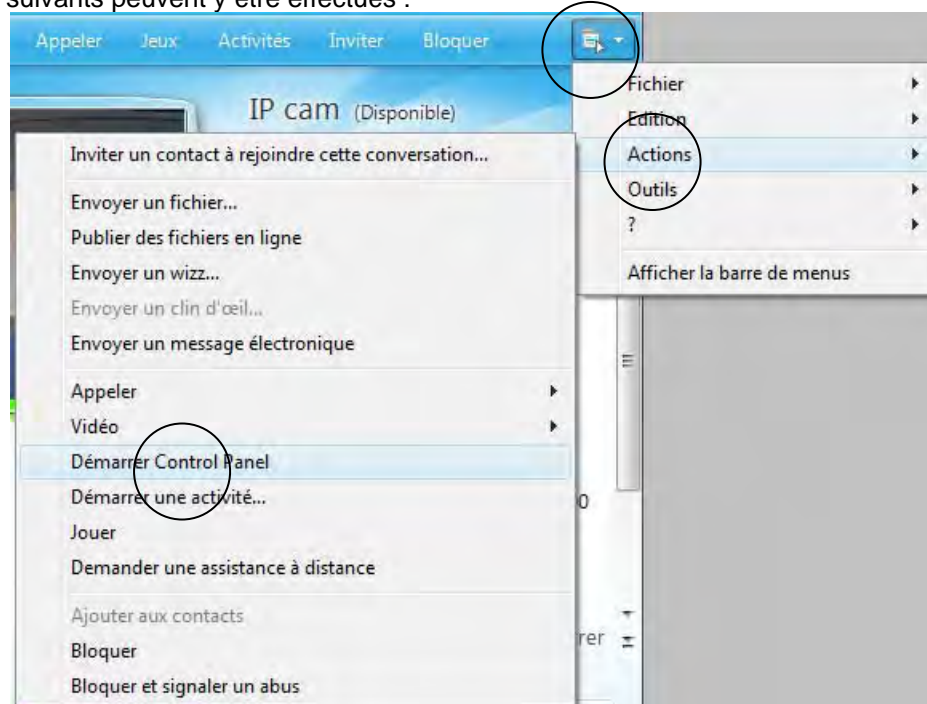 suivants peuvent y être effectués :
Appeler Jeux Activités Inviter Bloquer
IP cam (Disponible)
Fichier
Edition
Actions
Outils
?
Afficher la barre de menus
Inviter un contact à rejoindre cette conversation...
Envoyer un fichier...
Publier des fichiers en ligne
Envoyer un wizz...
Envoyer un clin d'œil...
Envoyer un message électronique
Appeler
Vidéo
Démarrer Control Panel
Démarrer une activité...
Jouer
Demander une assistance à distance
Ajouter aux contacts
Bloquer
Bloquer et signaler un abus
0
rer